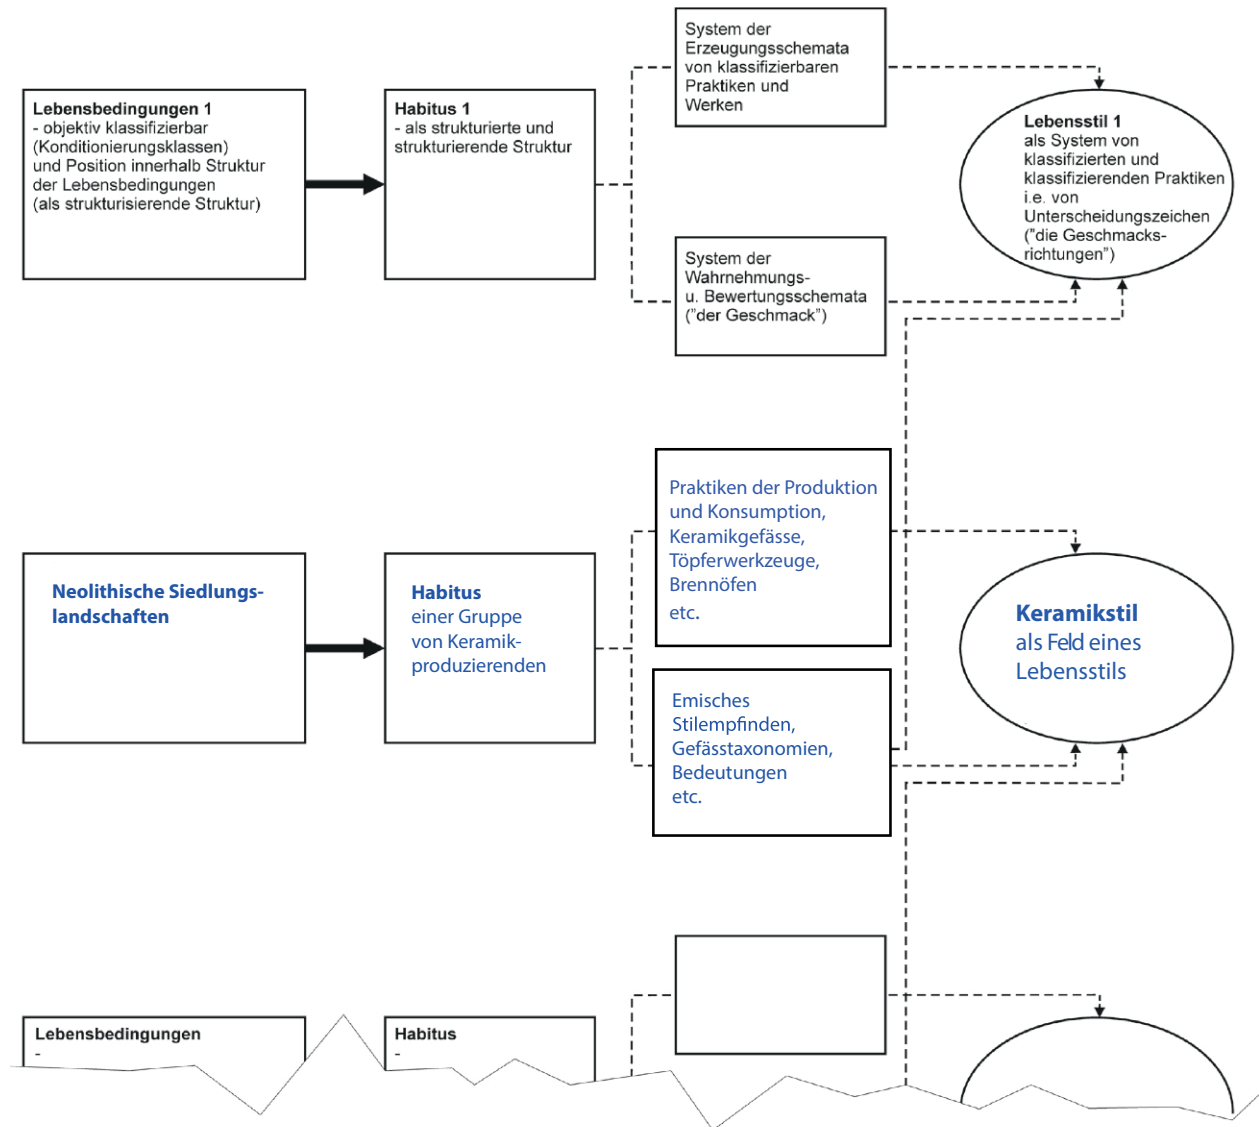 System der
Erzeugungsschemata
von klassifizierbaren
Praktiken und
Werken
Lebensbedingungen 1
- objektiv klassifizierbar
(Konditionierungsklassen)
und Position innerhalb Struktur
der Lebensbedingungen
(als strukturisierende Struktur)
Habitus 1
- als strukturierte und
strukturierende Struktur
Lebensstil 1
als System von
klassifizierten und
klassifizierenden Praktiken
i.e. von
Unterscheidungszeichen
("die Geschmacks-
richtungen")
System der
Wahrnehmungs-
u. Bewertungsschemata
("der Geschmack")
Praktiken der Produktion
und Konsumption,
Keramikgefässe,
Töpferwerkzeuge,
Brennöfen
etc.
Neolithische Siedlungs-
landschaften
Habitus
einer Gruppe
von Keramik-
produzierenden
Keramikstil
als Feld eines
Lebensstils
Emisches
Stilempfinden,
Gefässtaxonomien,
Bedeutungen
etc.
Lebensbedingungen
-
Habitus
-